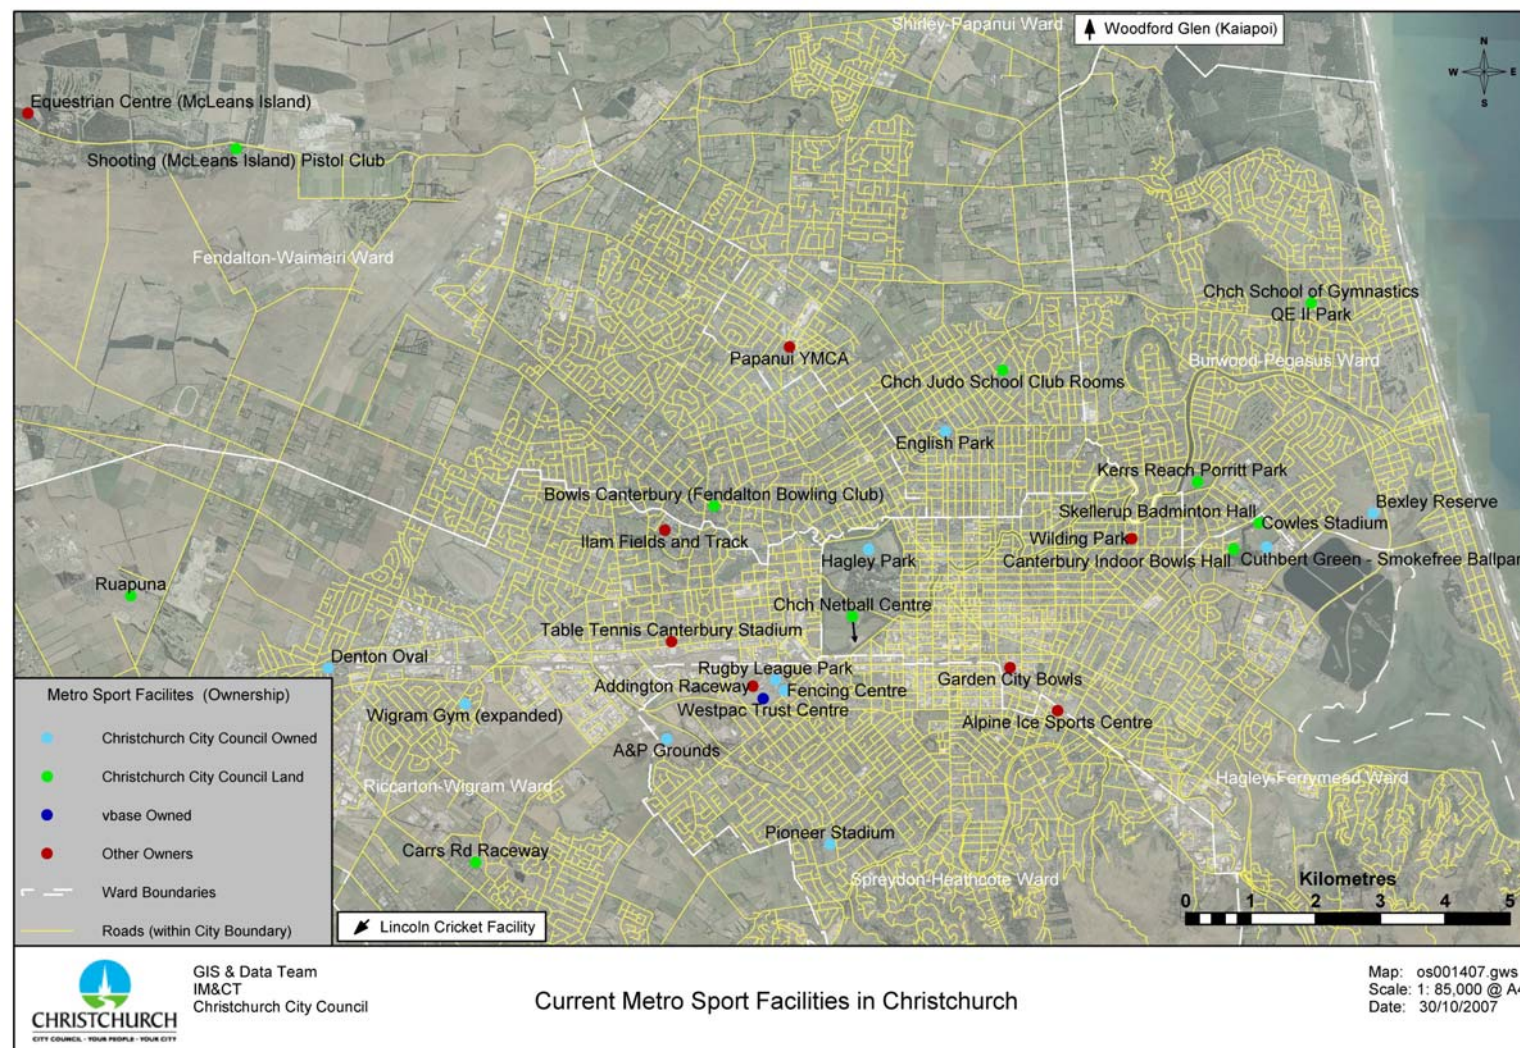 Shirley-Papanui Ward
Woodford Glen (Kaiapoi)
N
W E
S
Equestrian Centre (McLeans Island)
Shooting (McLeans Island) Pistol Club
Fendalton-Waimairi Ward
Chch School of Gymnastics
QE II Park
Papanui YMCA
Burwood-Pegasus Ward
Chch Judo School Club Rooms
English Park
Kerrs Reach Porritt Park
Bowls Canterbury (Fendalton Bowling Club)
Bexley Reserve
Skellerup Badminton Hall
Cowles Stadium
Ilam Fields and Track
Wilding Park
Hagley Park
Canterbury Indoor Bowls Hall
Cuthbert Green - Smokefree Ballpar
Ruapuna
Chch Netball Centre
Table Tennis Canterbury Stadium
Denton Oval
Rugby League Park
Garden City Bowls
Addington Raceway
Fencing Centre
Westpac Trust Centre
Wigram Gym (expanded)
Alpine Ice Sports Centre
A&P Grounds
Riccarton-Wigram Ward
Hagley-Ferrymead Ward
Pioneer Stadium
Carrs Rd Raceway
Spreydon-Heathcote Ward
Lincoln Cricket Facility
Kilometres
0 1 2 3 4 5
Metro Sport Facilites (Ownership)
Christchurch City Council Owned
Christchurch City Council Land
vbase Owned
Other Owners
Ward Boundaries
Roads (within City Boundary)
CHRISTCHURCH
CITY COUNCIL · YOUR PEOPLE · YOUR CITY
GIS & Data Team
IM&CT
Christchurch City Council
Current Metro Sport Facilities in Christchurch
Map: os001407.gws
Scale: 1: 85,000 @ A4
Date: 30/10/2007